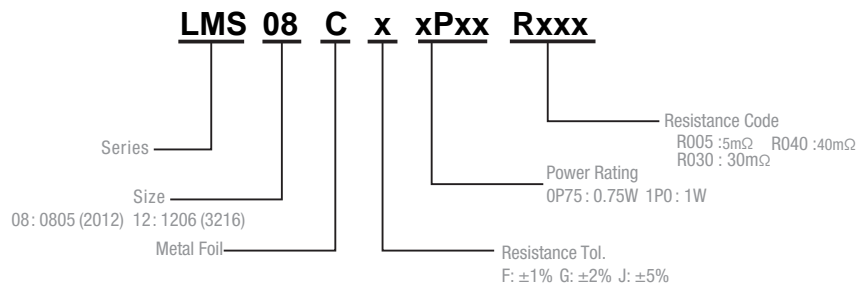 LMS 08 C x xPxx Rxxx
Series
Resistance Code
R005 :5mΩ R040 :40mΩ
R030 : 30mΩ
Size
08: 0805 (2012) 12: 1206 (3216)
Power Rating
0P75 : 0.75W 1P0 : 1W
Metal Foil
Resistance Tol.
F: ±1% G: ±2% J: ±5%